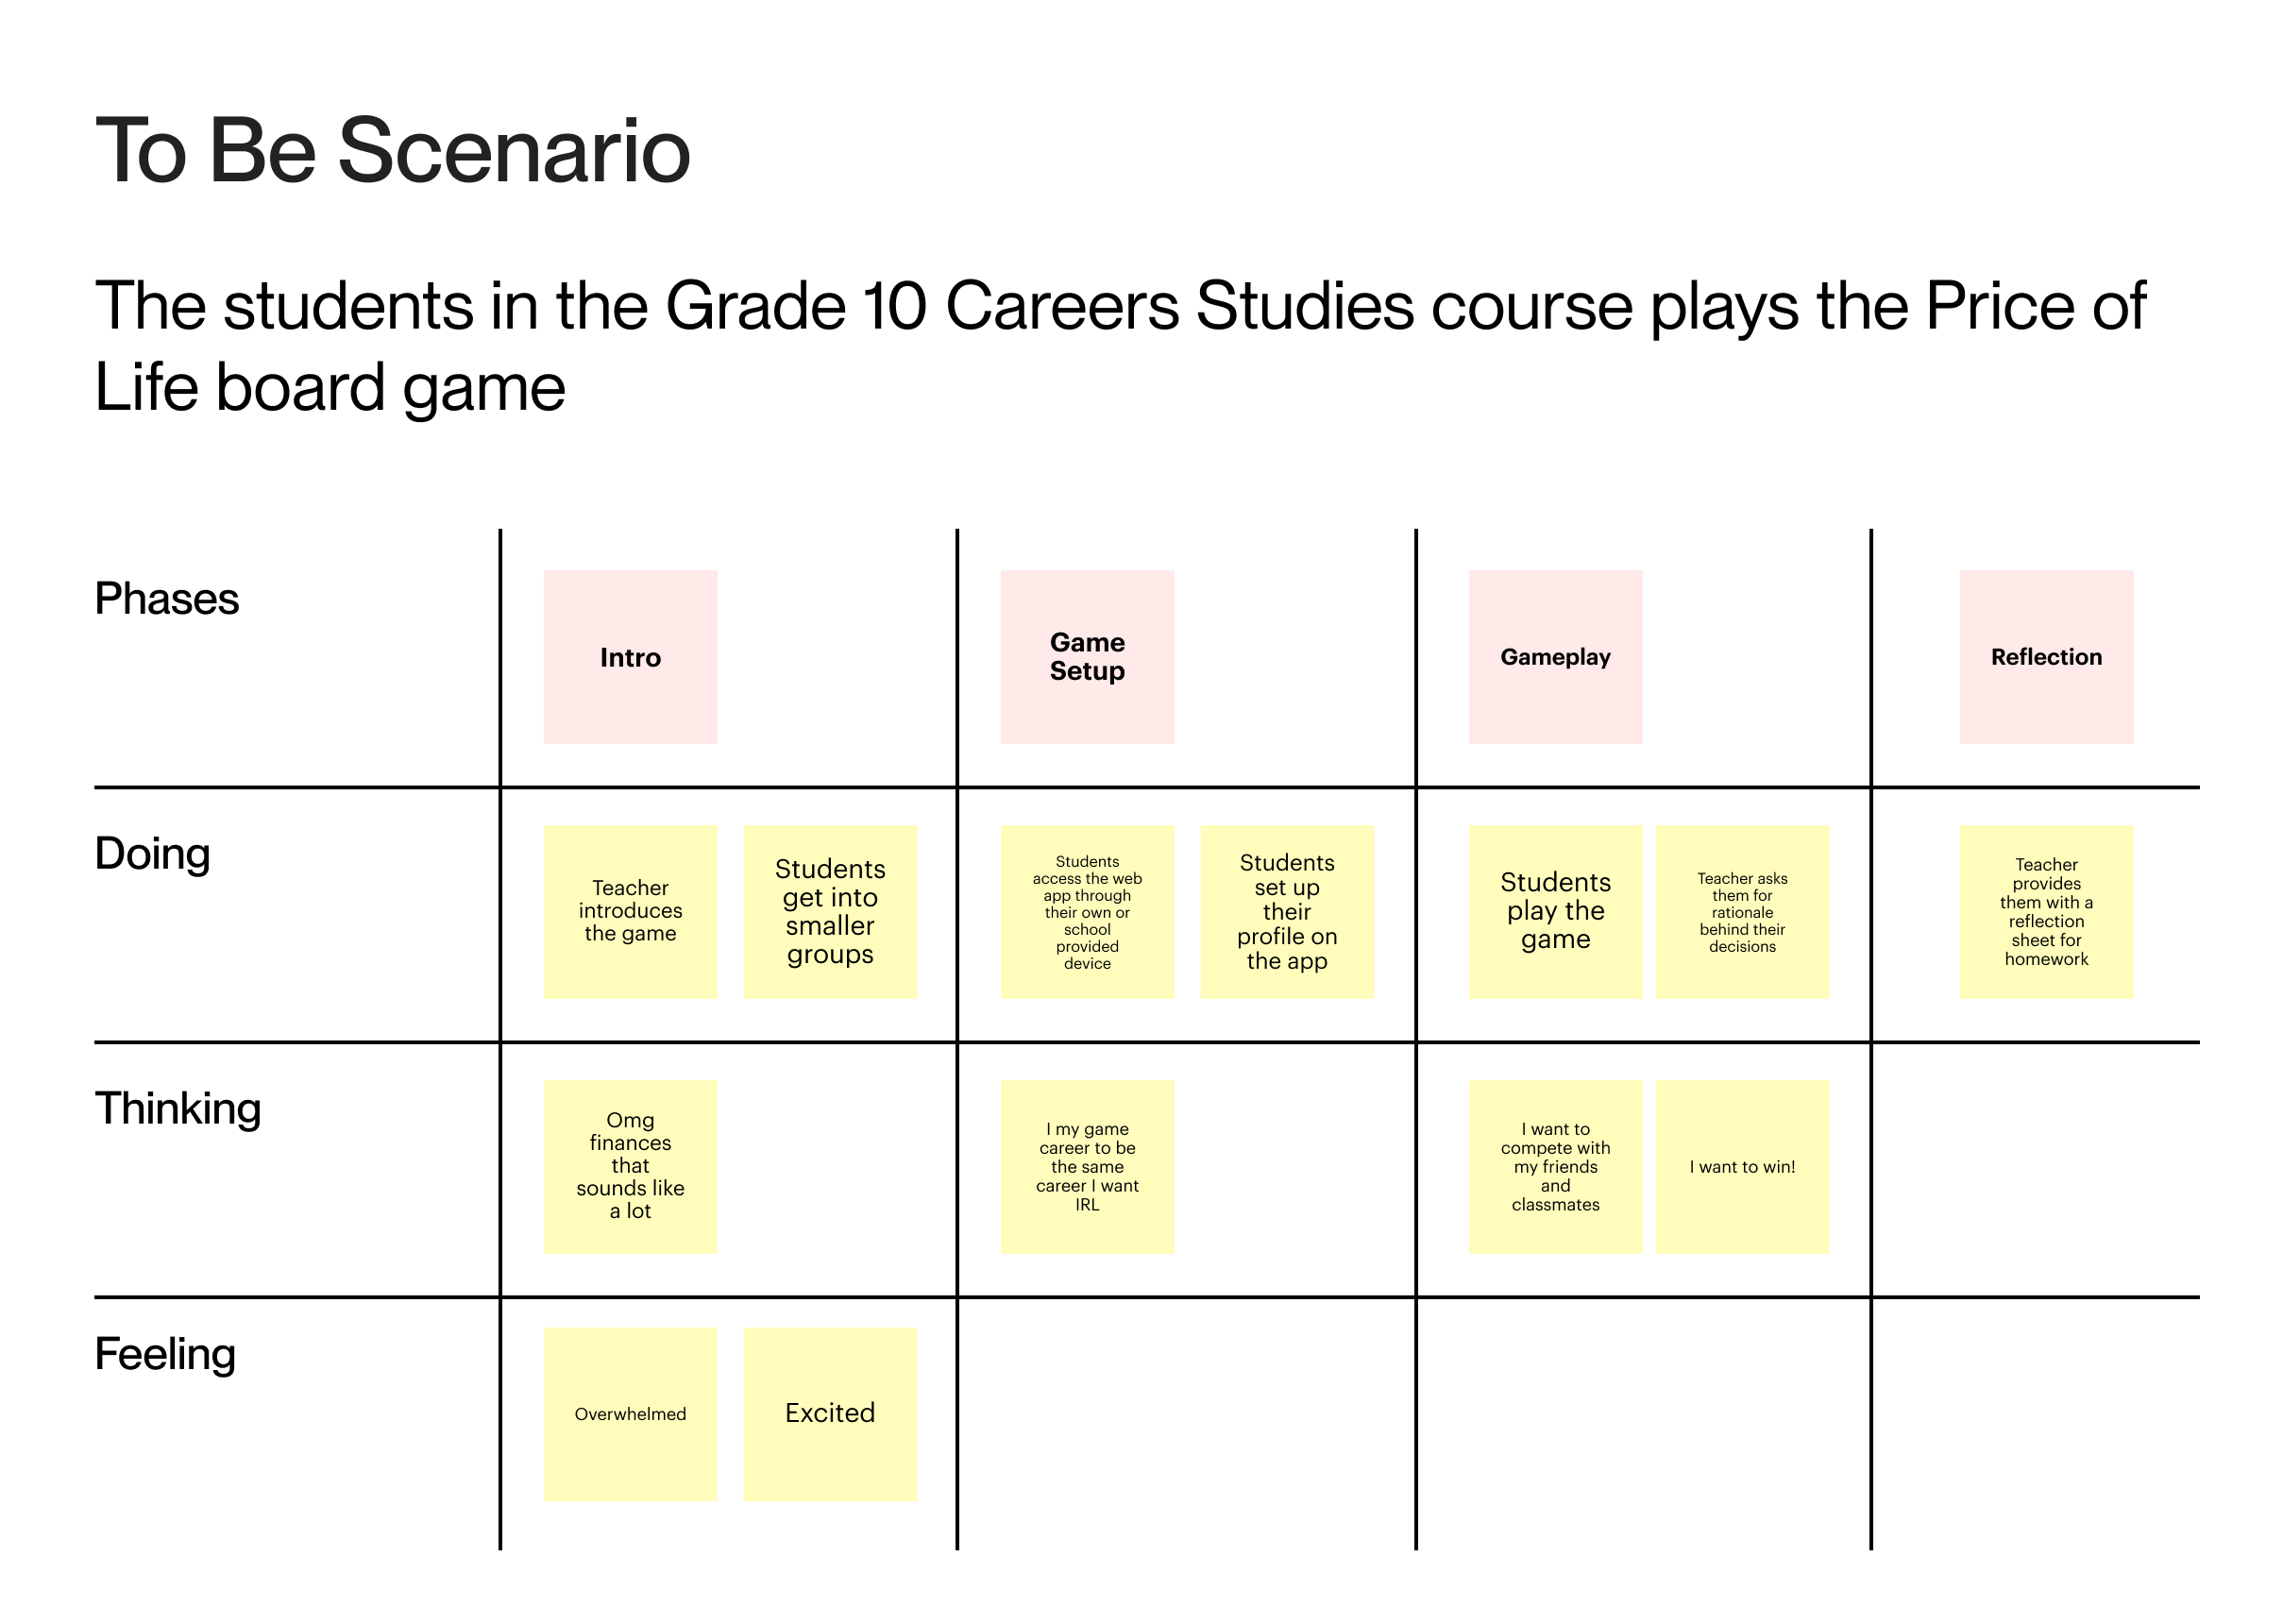 To Be Scenario
The students in the Grade 10 Careers Studies course plays the Price of
Life board game
Phases
Intro
Game
Setup
Gameplay
Reflection
Doing
Teacher
introduces
the game
Students
get into
smaller
groups
Students
access the web
app through
their own or
school
provided
device
Students
set up
their
profile on
the app
Students
play the
game
Teacher asks
them for
rationale
behind their
decisions
Teacher
provides
them with a
reflection
sheet for
homework
Thinking
Omg
finances
that
sounds like
a lot
I my game
career to be
the same
career I want
IRL
I want to
compete with
my friends
and
classmates
I want to win!
Feeling
Overwhelmed
Excited